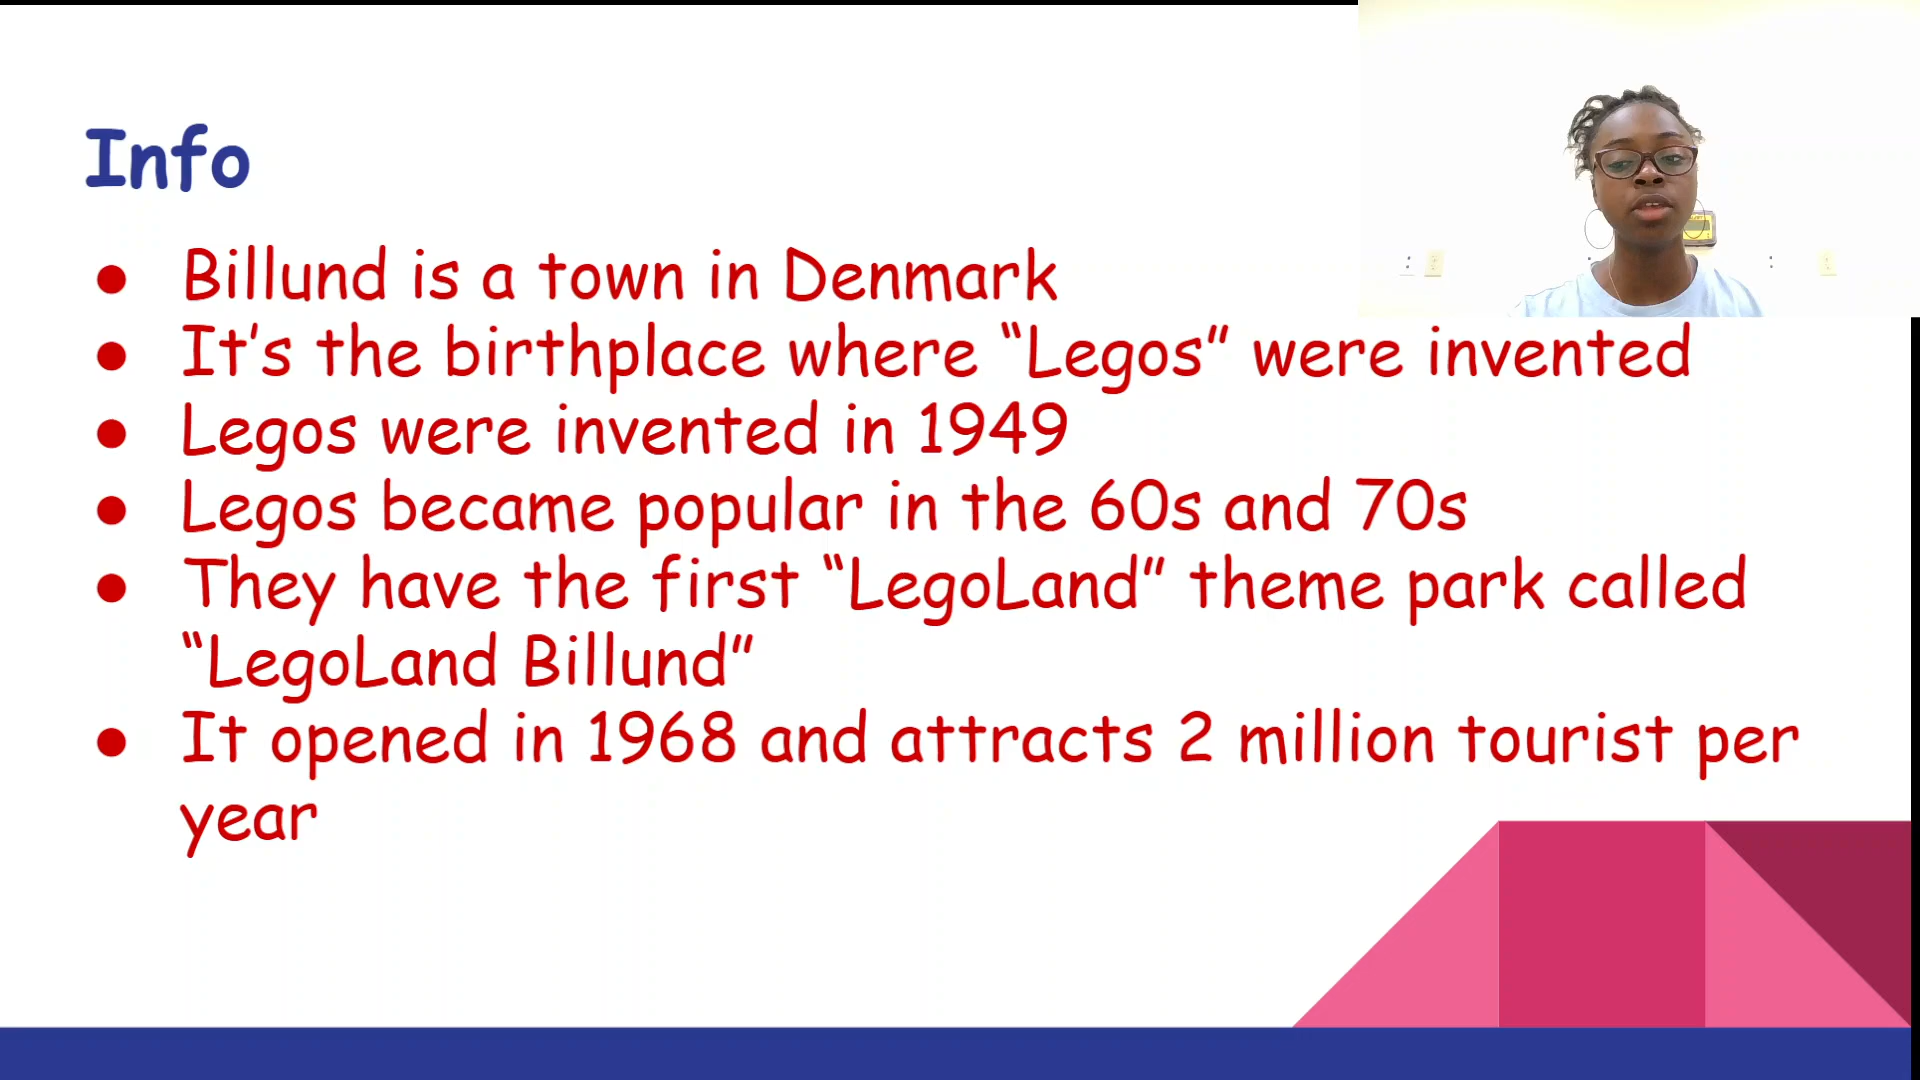 Info
● Billund is a town in Denmark
● It’s the birthplace where “Legos” were invented
● Legos were invented in 1949
● Legos became popular in the 60s and 70s
● They have the first “LegoLand” theme park called
“LegoLand Billund”
● It opened in 1968 and attracts 2 million tourist per
year